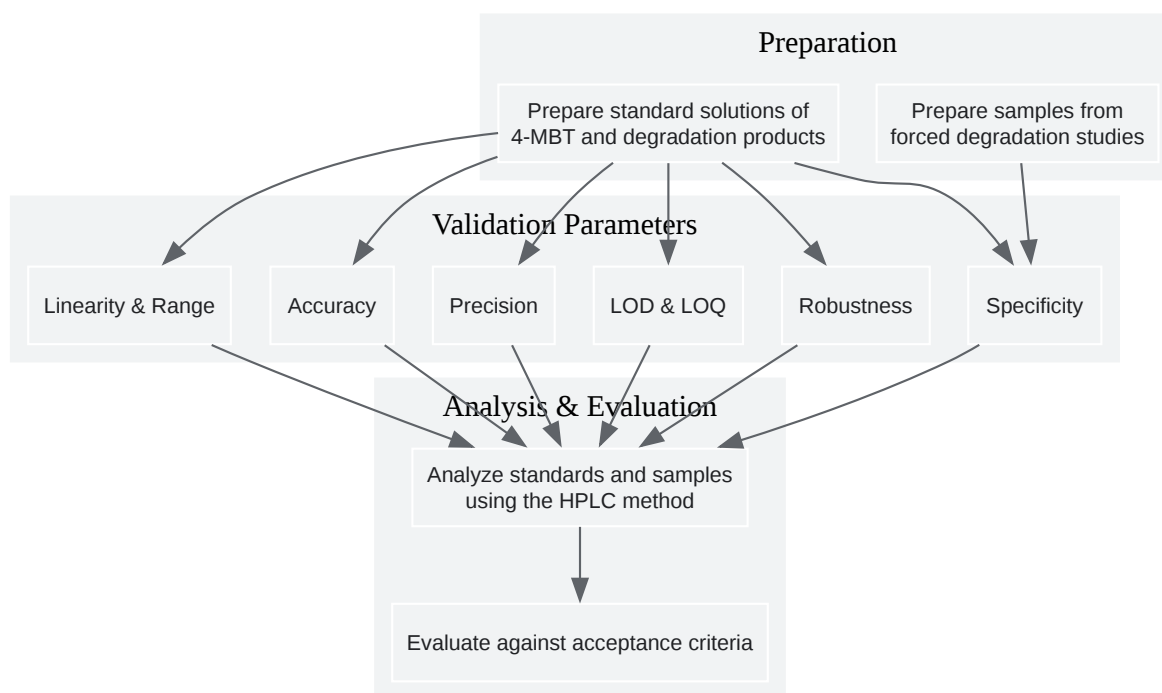 Preparation
Prepare standard solutions of
4-MBT and degradation products
Prepare samples from
forced degradation studies
Validation Parameters
Linearity & Range
Accuracy
Precision
LOD & LOQ
Robustness
Specificity
Analysis & Evaluation
Analyze standards and samples
using the HPLC method
Evaluate against acceptance criteria